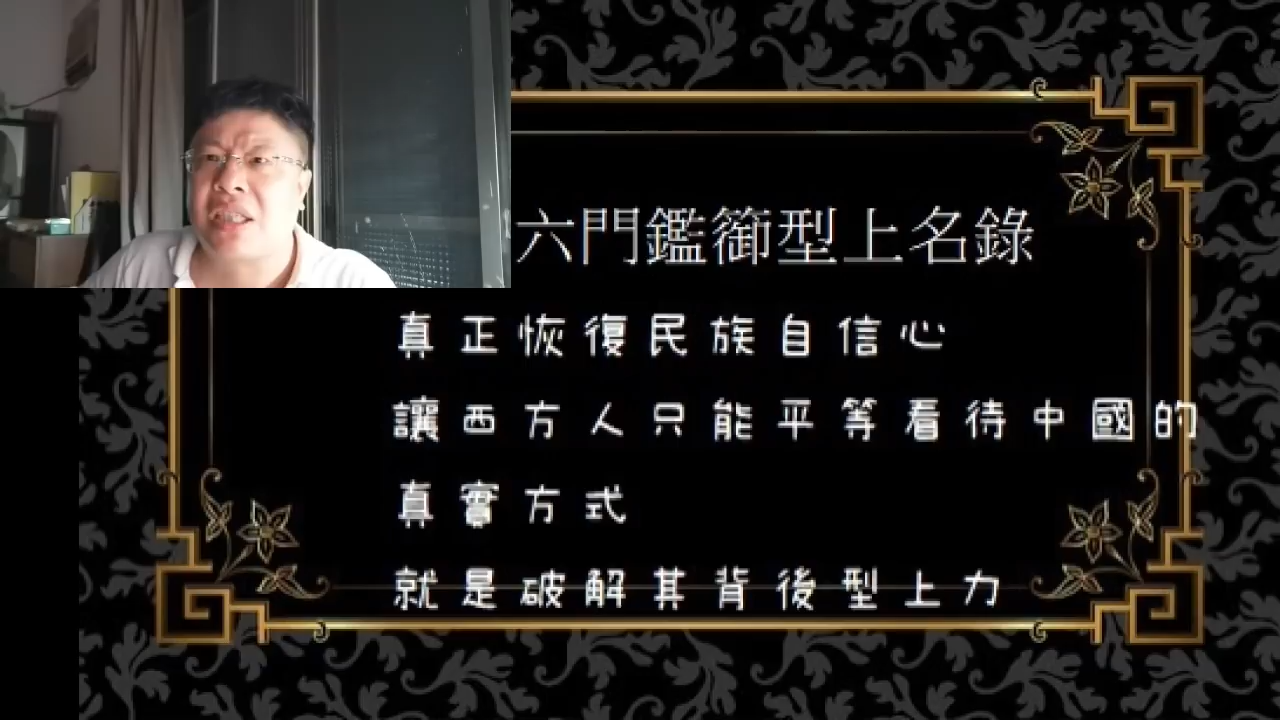 六門鑑籞型上名錄
真正恢復民族自信心
讓西方人只能平等看待中國的
真實方式
就是破解其背後型上力